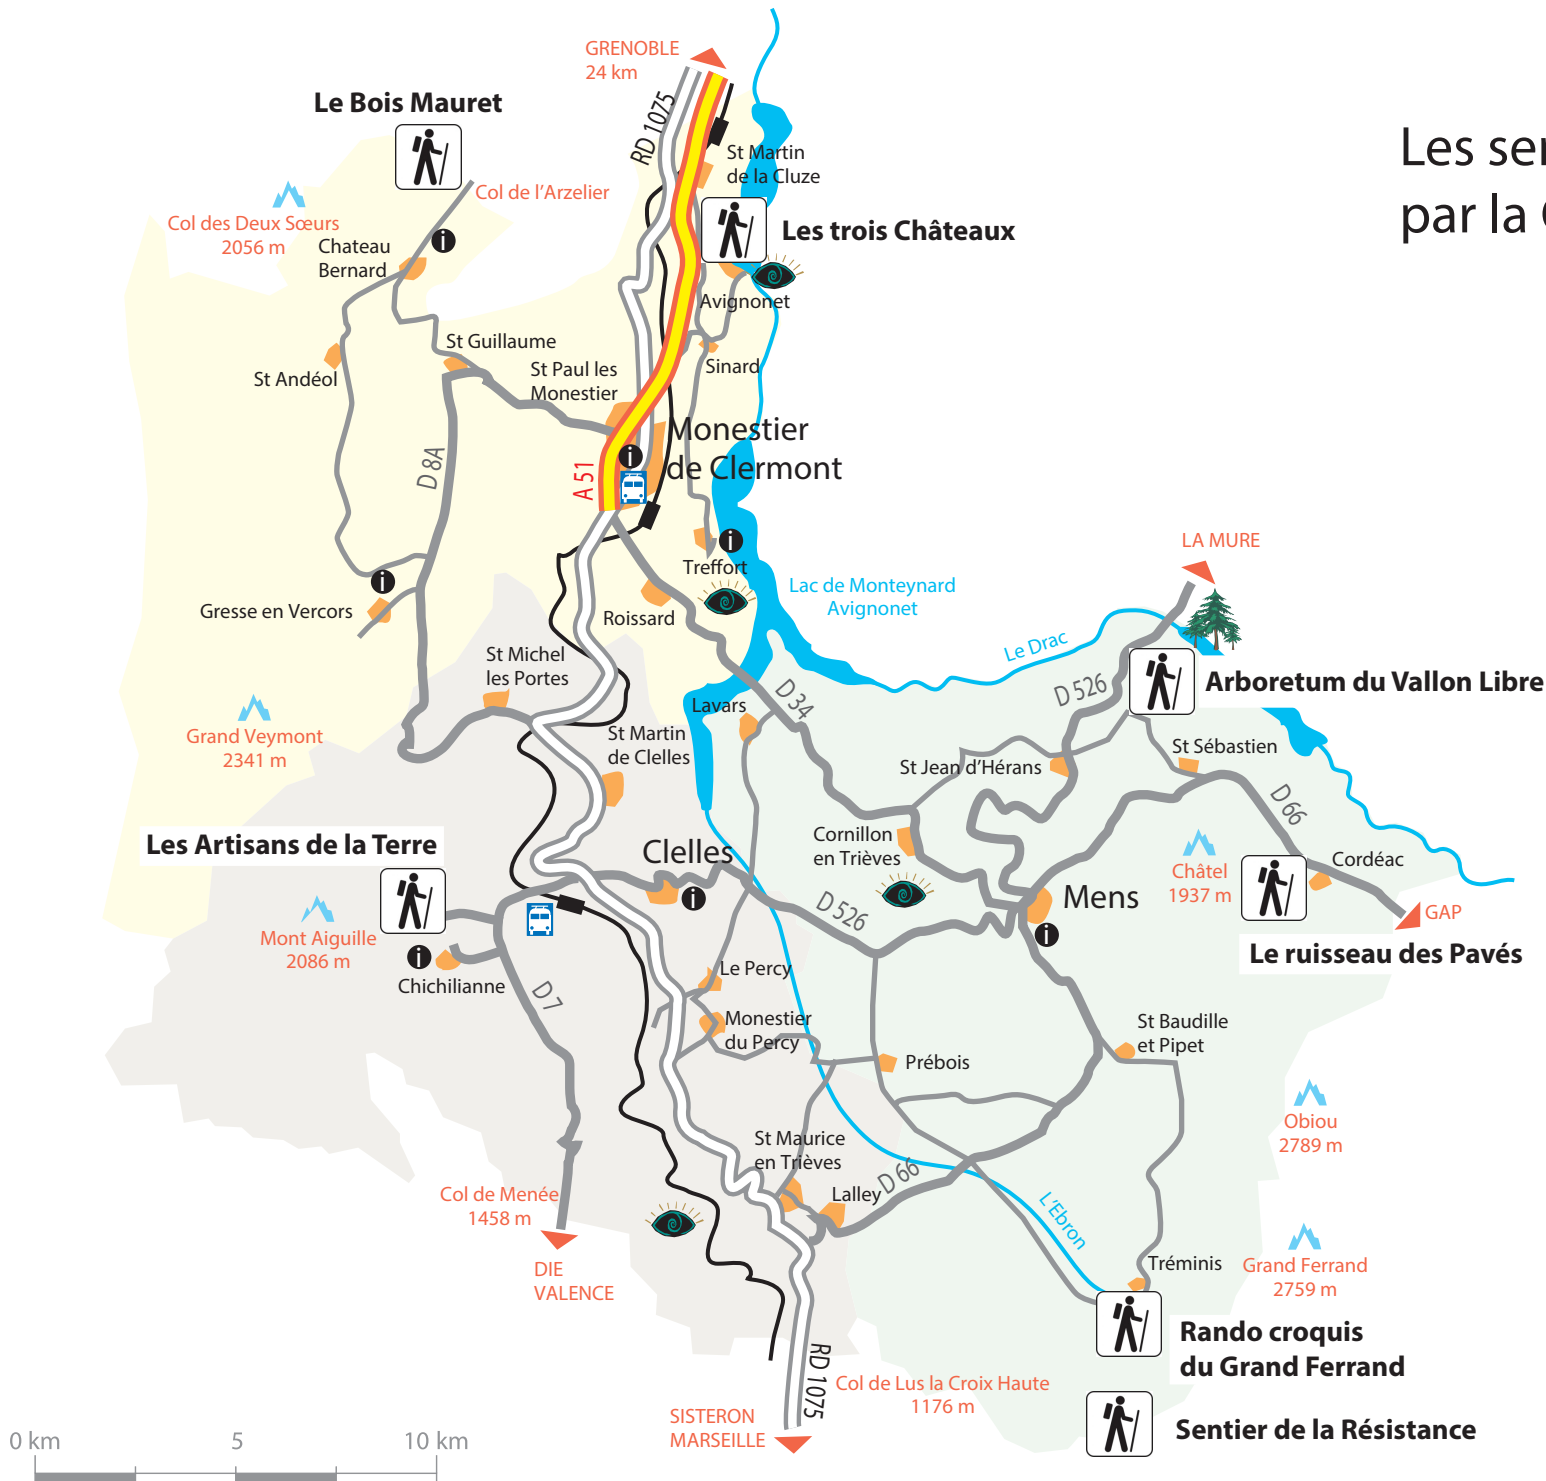 GRENOBLE
24 km
Le Bois Mauret
RD 1075
Les ser
par la
St Martin
de la Cluze
Col de l'Arzelier
Col des Deux Sœurs
2056 m
Chateau
Bernard
i
Les trois Châteaux
Avignonet
St Guillaume
St Andéol
St Paul les
Monestier
Sinard
Monestier
de Clermont
D 8A
A 51
i
i
Treffort
LA MURE
i
Gresse en Vercors
Roissard
Lac de Monteynard
Avignonet
Le Drac
St Michel
les Portes
D 526
Arboretum du Vallon Libre
Lavars
D 34
Grand Veymont
2341 m
St Martin
de Clelles
St Jean d'Hérans
St Sébastien
D 66
Les Artisans de la Terre
Clelles
Cornillon
en Trièves
Châtel
1937 m
Cordéac
i
D 526
Mens
GAP
Mont Aiguille
2086 m
i
Chichilianne
i
Le ruisseau des Pavés
D 7
Le Percy
Monestier
du Percy
St Baudille
et Pipet
Prébois
Obiou
2789 m
St Maurice
en Trièves
D 66
Lalley
Col de Menée
1458 m
L'Ebron
DIE
VALENCE
Tréminis
Grand Ferrand
2759 m
Rando croquis
du Grand Ferrand
RD 1075
Col de Lus la Croix Haute
1176 m
SISTERON
MARSEILLE
Sentier de la Résistance
0 km 5 10 km